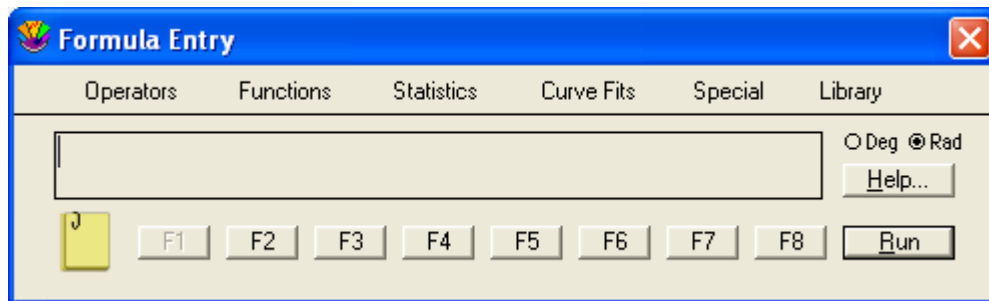 Formula Entry
Operators Functions Statistics Curve Fits Special Library
Deg Rad
Help...
F1 F2 F3 F4 F5 F6 F7 F8 Run